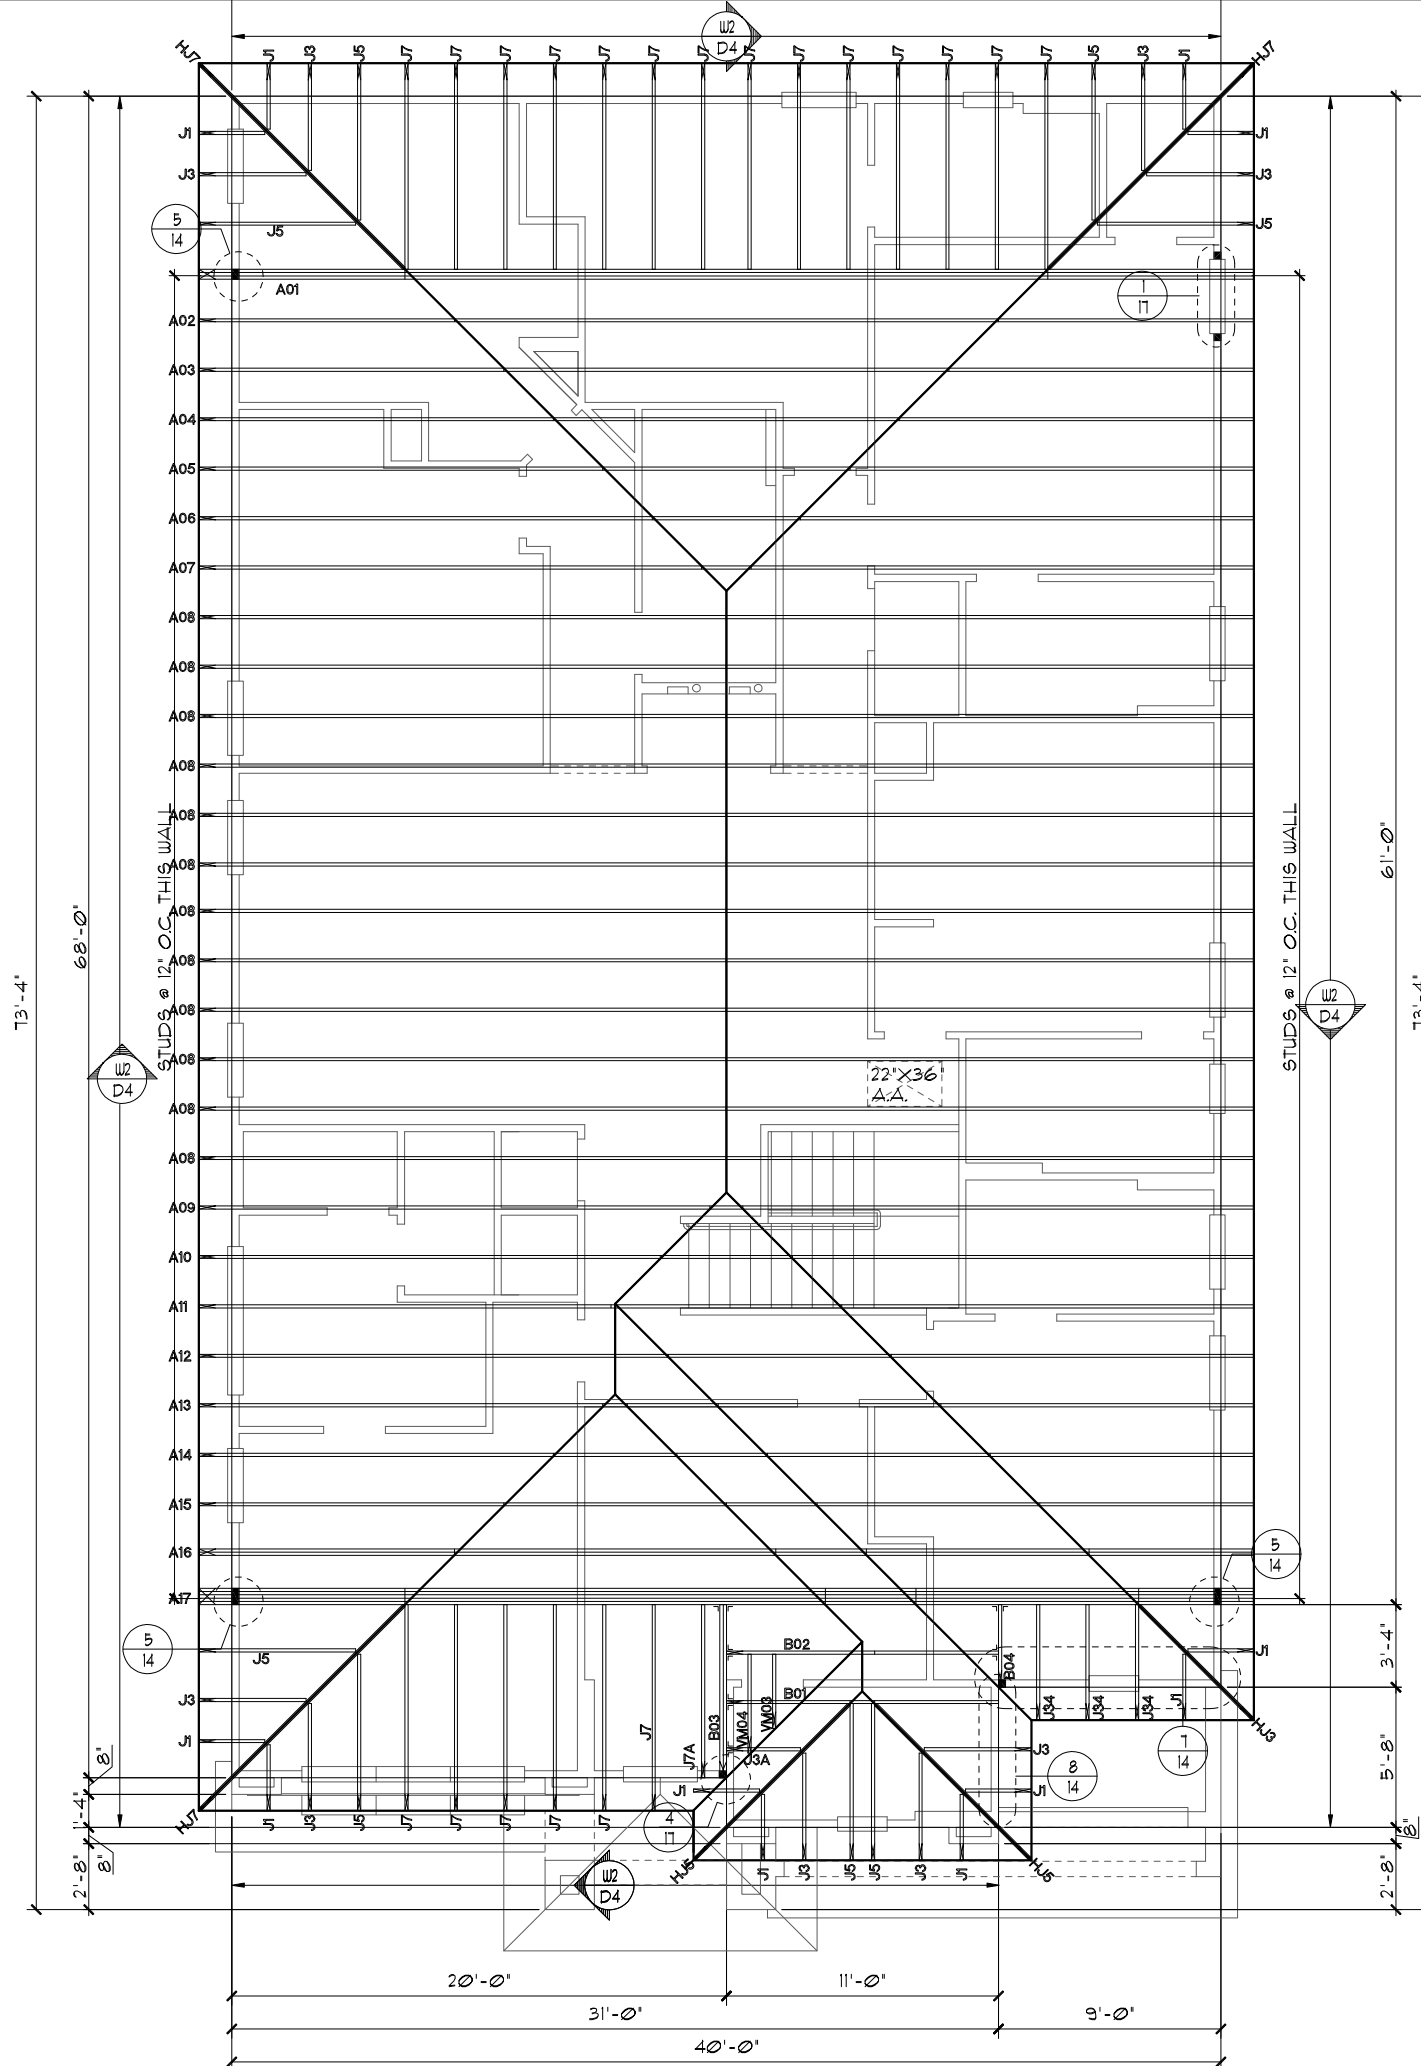 W2
D4
HJ7
J1
J3
J5
J7
J7
J7
J7
J7
J7
J7
J7
J7
J7
J7
J7
J7
J7
J5
J3
J1
HJ7
J1
J3
J5
5
14
A01
J1
J3
J5
1
17
A02
A03
A04
A05
A06
A07
A08
A08
A08
A08
A08
A08
A08
A08
A08
A08
A08
A08
A09
A10
A11
A12
A13
A14
A15
A16
A17
STUDS @ 12" O.C. THIS WALL
STUDS @ 12" O.C. THIS WALL
73'-4"
68'-0"
61'-0"
73'-4"
W2
D4
W2
D4
22"X36"
A.A.
5
14
5
14
J5
J3
J1
HJ7
J1
J3
J5
J7
J7
J7
J7
J7
J7
J7A
B03
B02
B01
VM04
VM03
J3A
J1
B04
J34
J34
J34
J1
J1
HJ3
7
14
J3
J1
8
14
4
17
HJ5
J1
J3
J5
J5
J3
J1
HJ5
W2
D4
8"
1'-4"
8"
2'-8"
3'-4"
5'-8"
8"
2'-8"
20'-0"
11'-0"
31'-0"
9'-0"
40'-0"